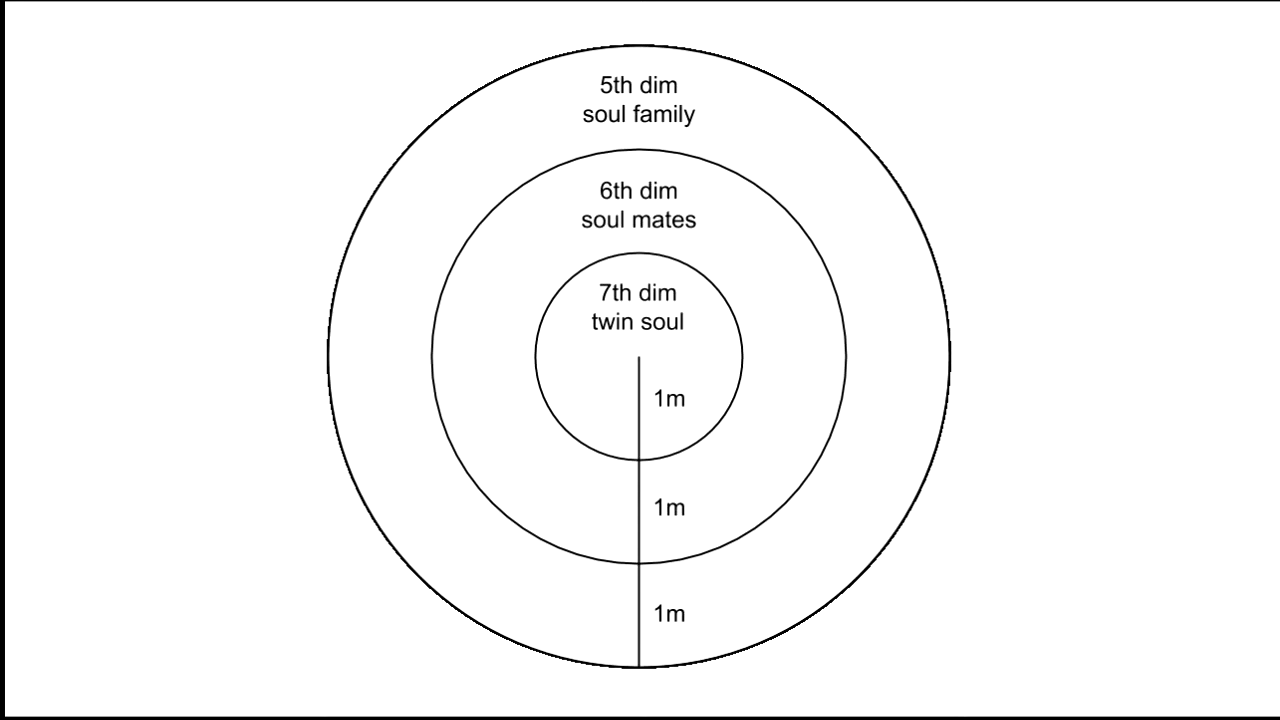 5th dim
soul family
6th dim
soul mates
7th dim
twin soul
1m
1m
1m